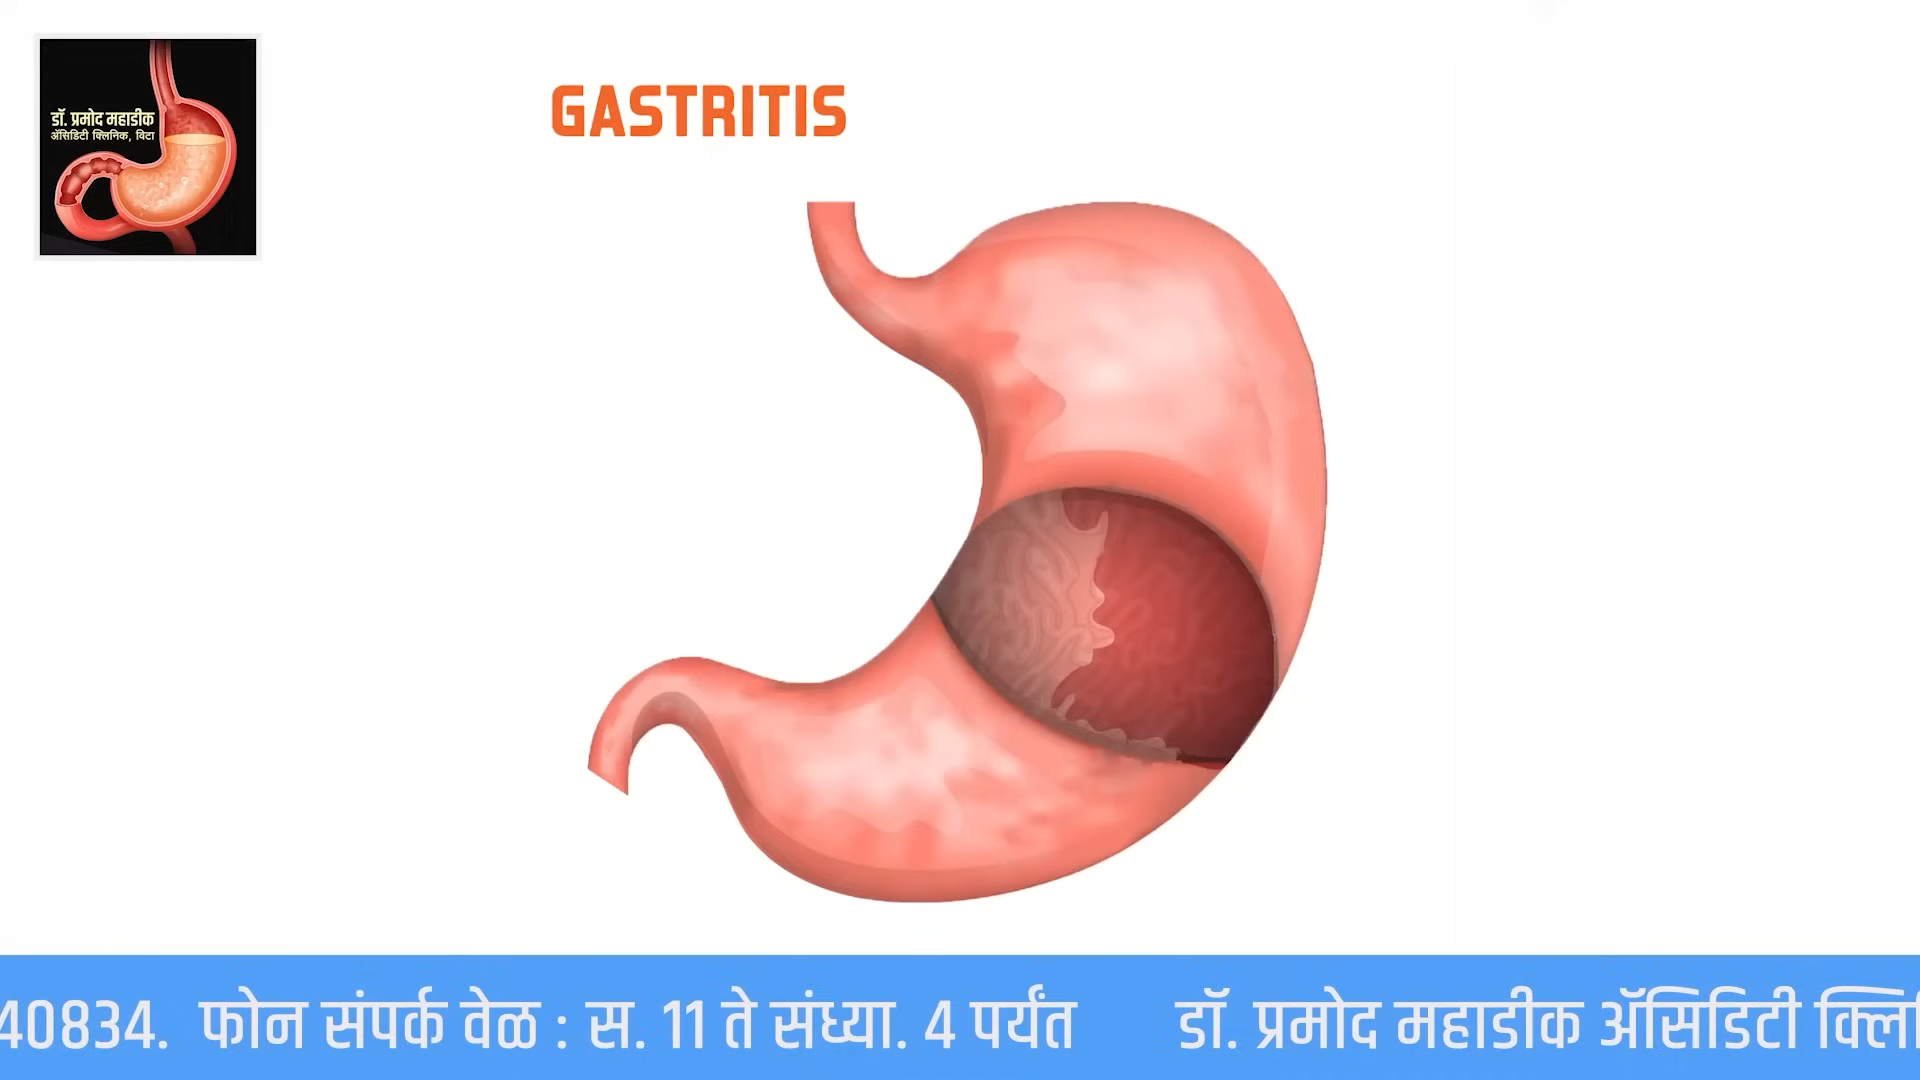 डॉ. प्रमोद महाडीक
ॲसिडिटी क्लिनिक, विटा
GASTRITIS
40834. फोन संपर्क वेळ : स. 11 ते संध्या. 4 पर्यंत डॉ. प्रमोद महाडीक ॲसिडिटी